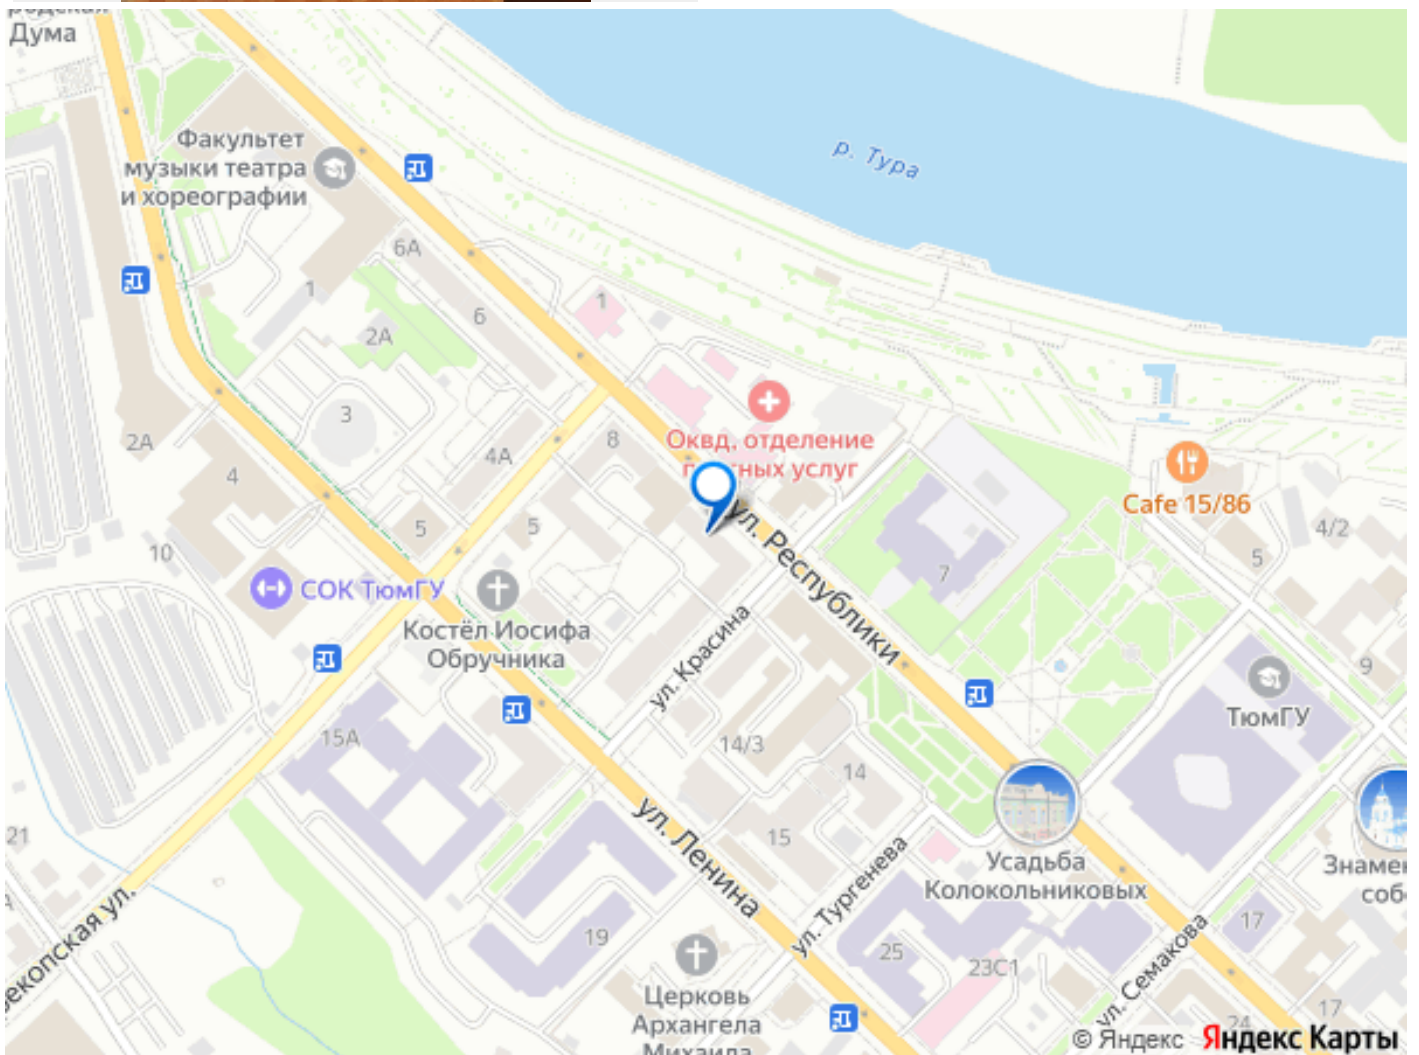 Дума
Факультет
музыки театра
и хореографии
р. Тура
6А
1
1
6
2А
3
8
Оквд, отделение
услуг
4А
2А
4
5
5
10
ул. Республики
7
Cafe 15/86
4/2
5
СОК ТюмГУ
Костёл Иосифа
Обручника
ул. Красина
9
ТюмГУ
15А
14/3
14
ул. Ленина
15
21
Усадьба
Колокольниковых
ул. Тургенева
19
25
23С1
17
ул. Семакова
17
24
Церковь
Архангела
Михаила
© Яндекс Яндекс Карты